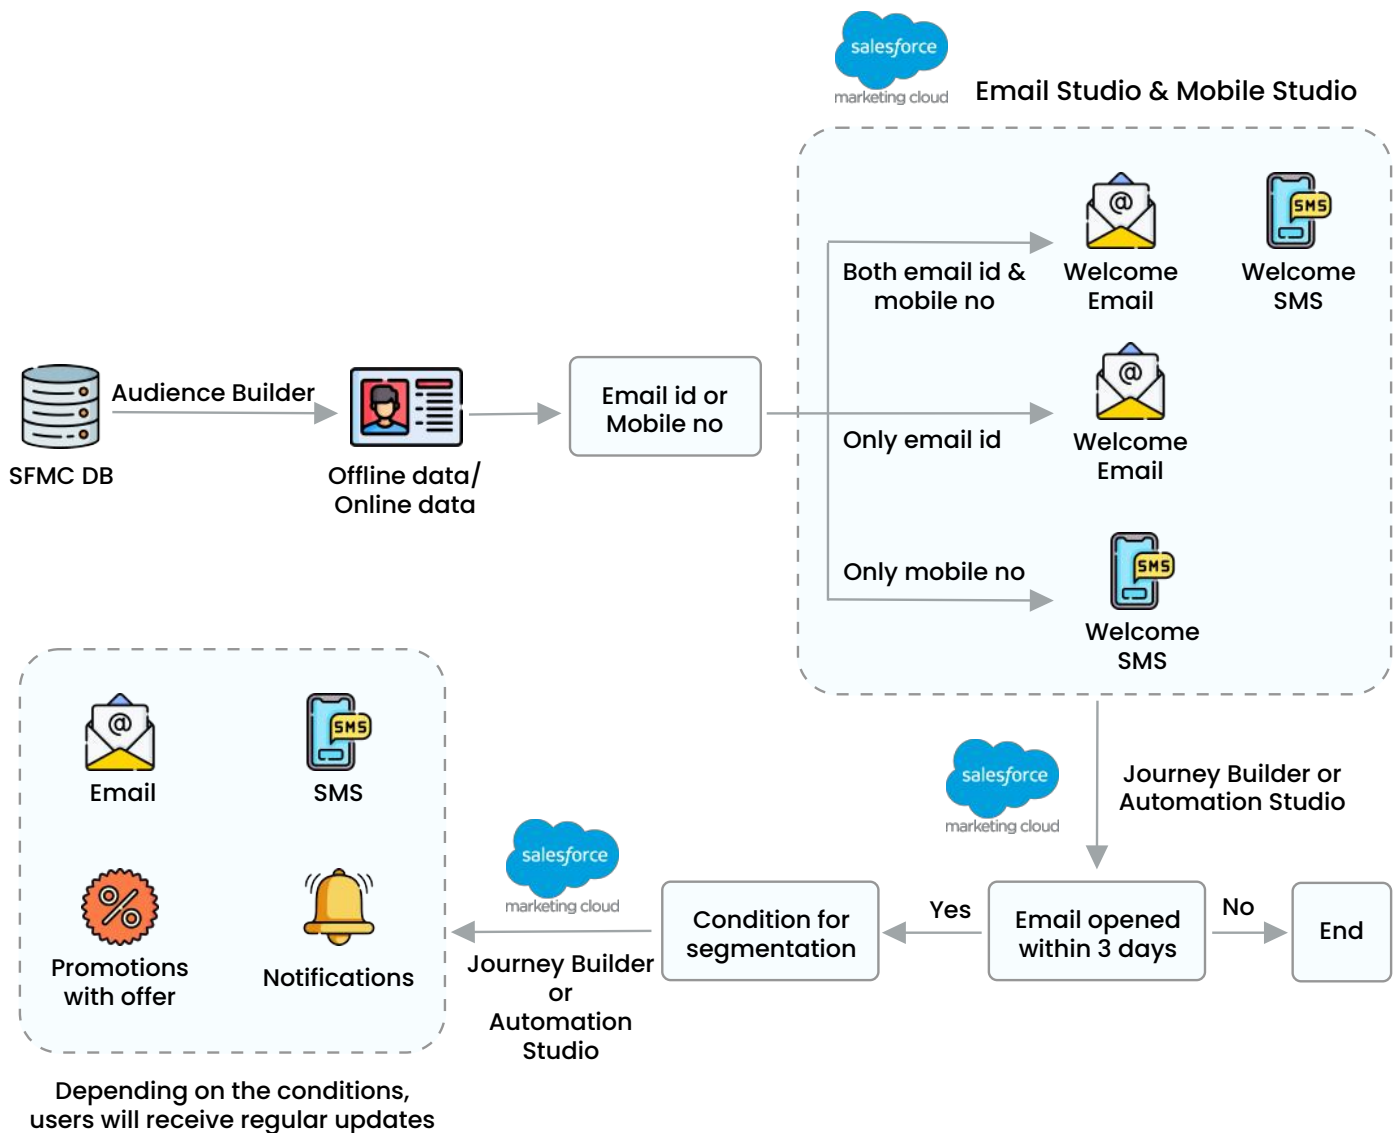 salesforce
marketing cloud
Email Studio & Mobile Studio
@
SMS
Both email id &
mobile no
Welcome
Email
Welcome
SMS
@
Audience Builder
Email id or
Mobile no
Only email id
Welcome
Email
SFMC DB
Offline data/
Online data
SMS
Only mobile no
Welcome
SMS
@
SMS
Email
SMS
salesforce
marketing cloud
Journey Builder or
Automation Studio
salesforce
marketing cloud
%
Promotions
with offer
Notifications
Journey Builder
or
Automation
Studio
Condition for
segmentation
Yes
Email opened
within 3 days
No
End
Depending on the conditions,
users will receive regular updates